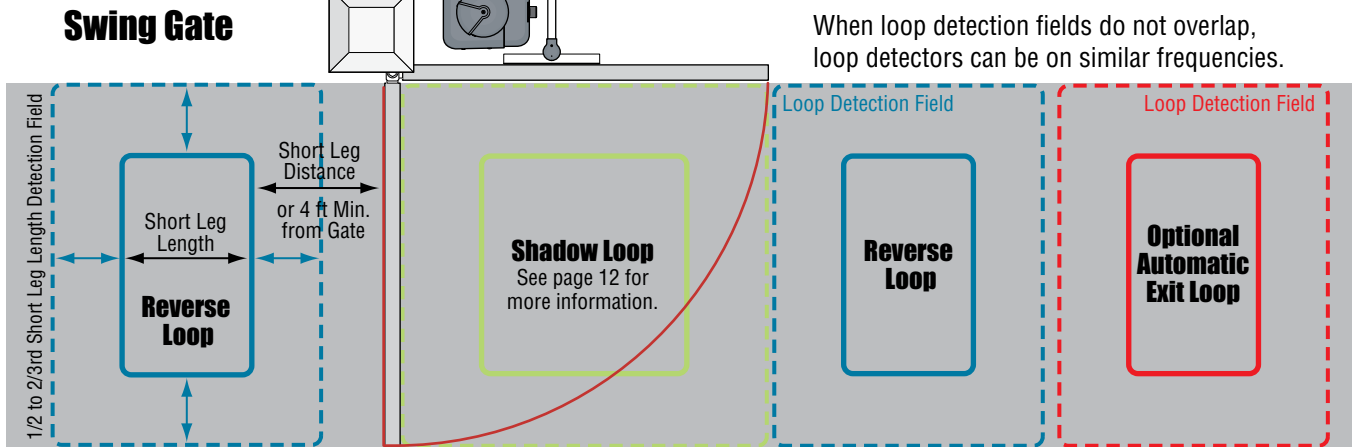 Swing Gate
When loop detection fields do not overlap,
loop detectors can be on similar frequencies.
1/2 to 2/3rd Short Leg Length Detection Field
Short Leg
Length
Reverse
Loop
Short Leg
Distance
or 4 ft Min.
from Gate
Shadow Loop
See page 12 for
more information.
Loop Detection Field
Reverse
Loop
Loop Detection Field
Optional
Automatic
Exit Loop